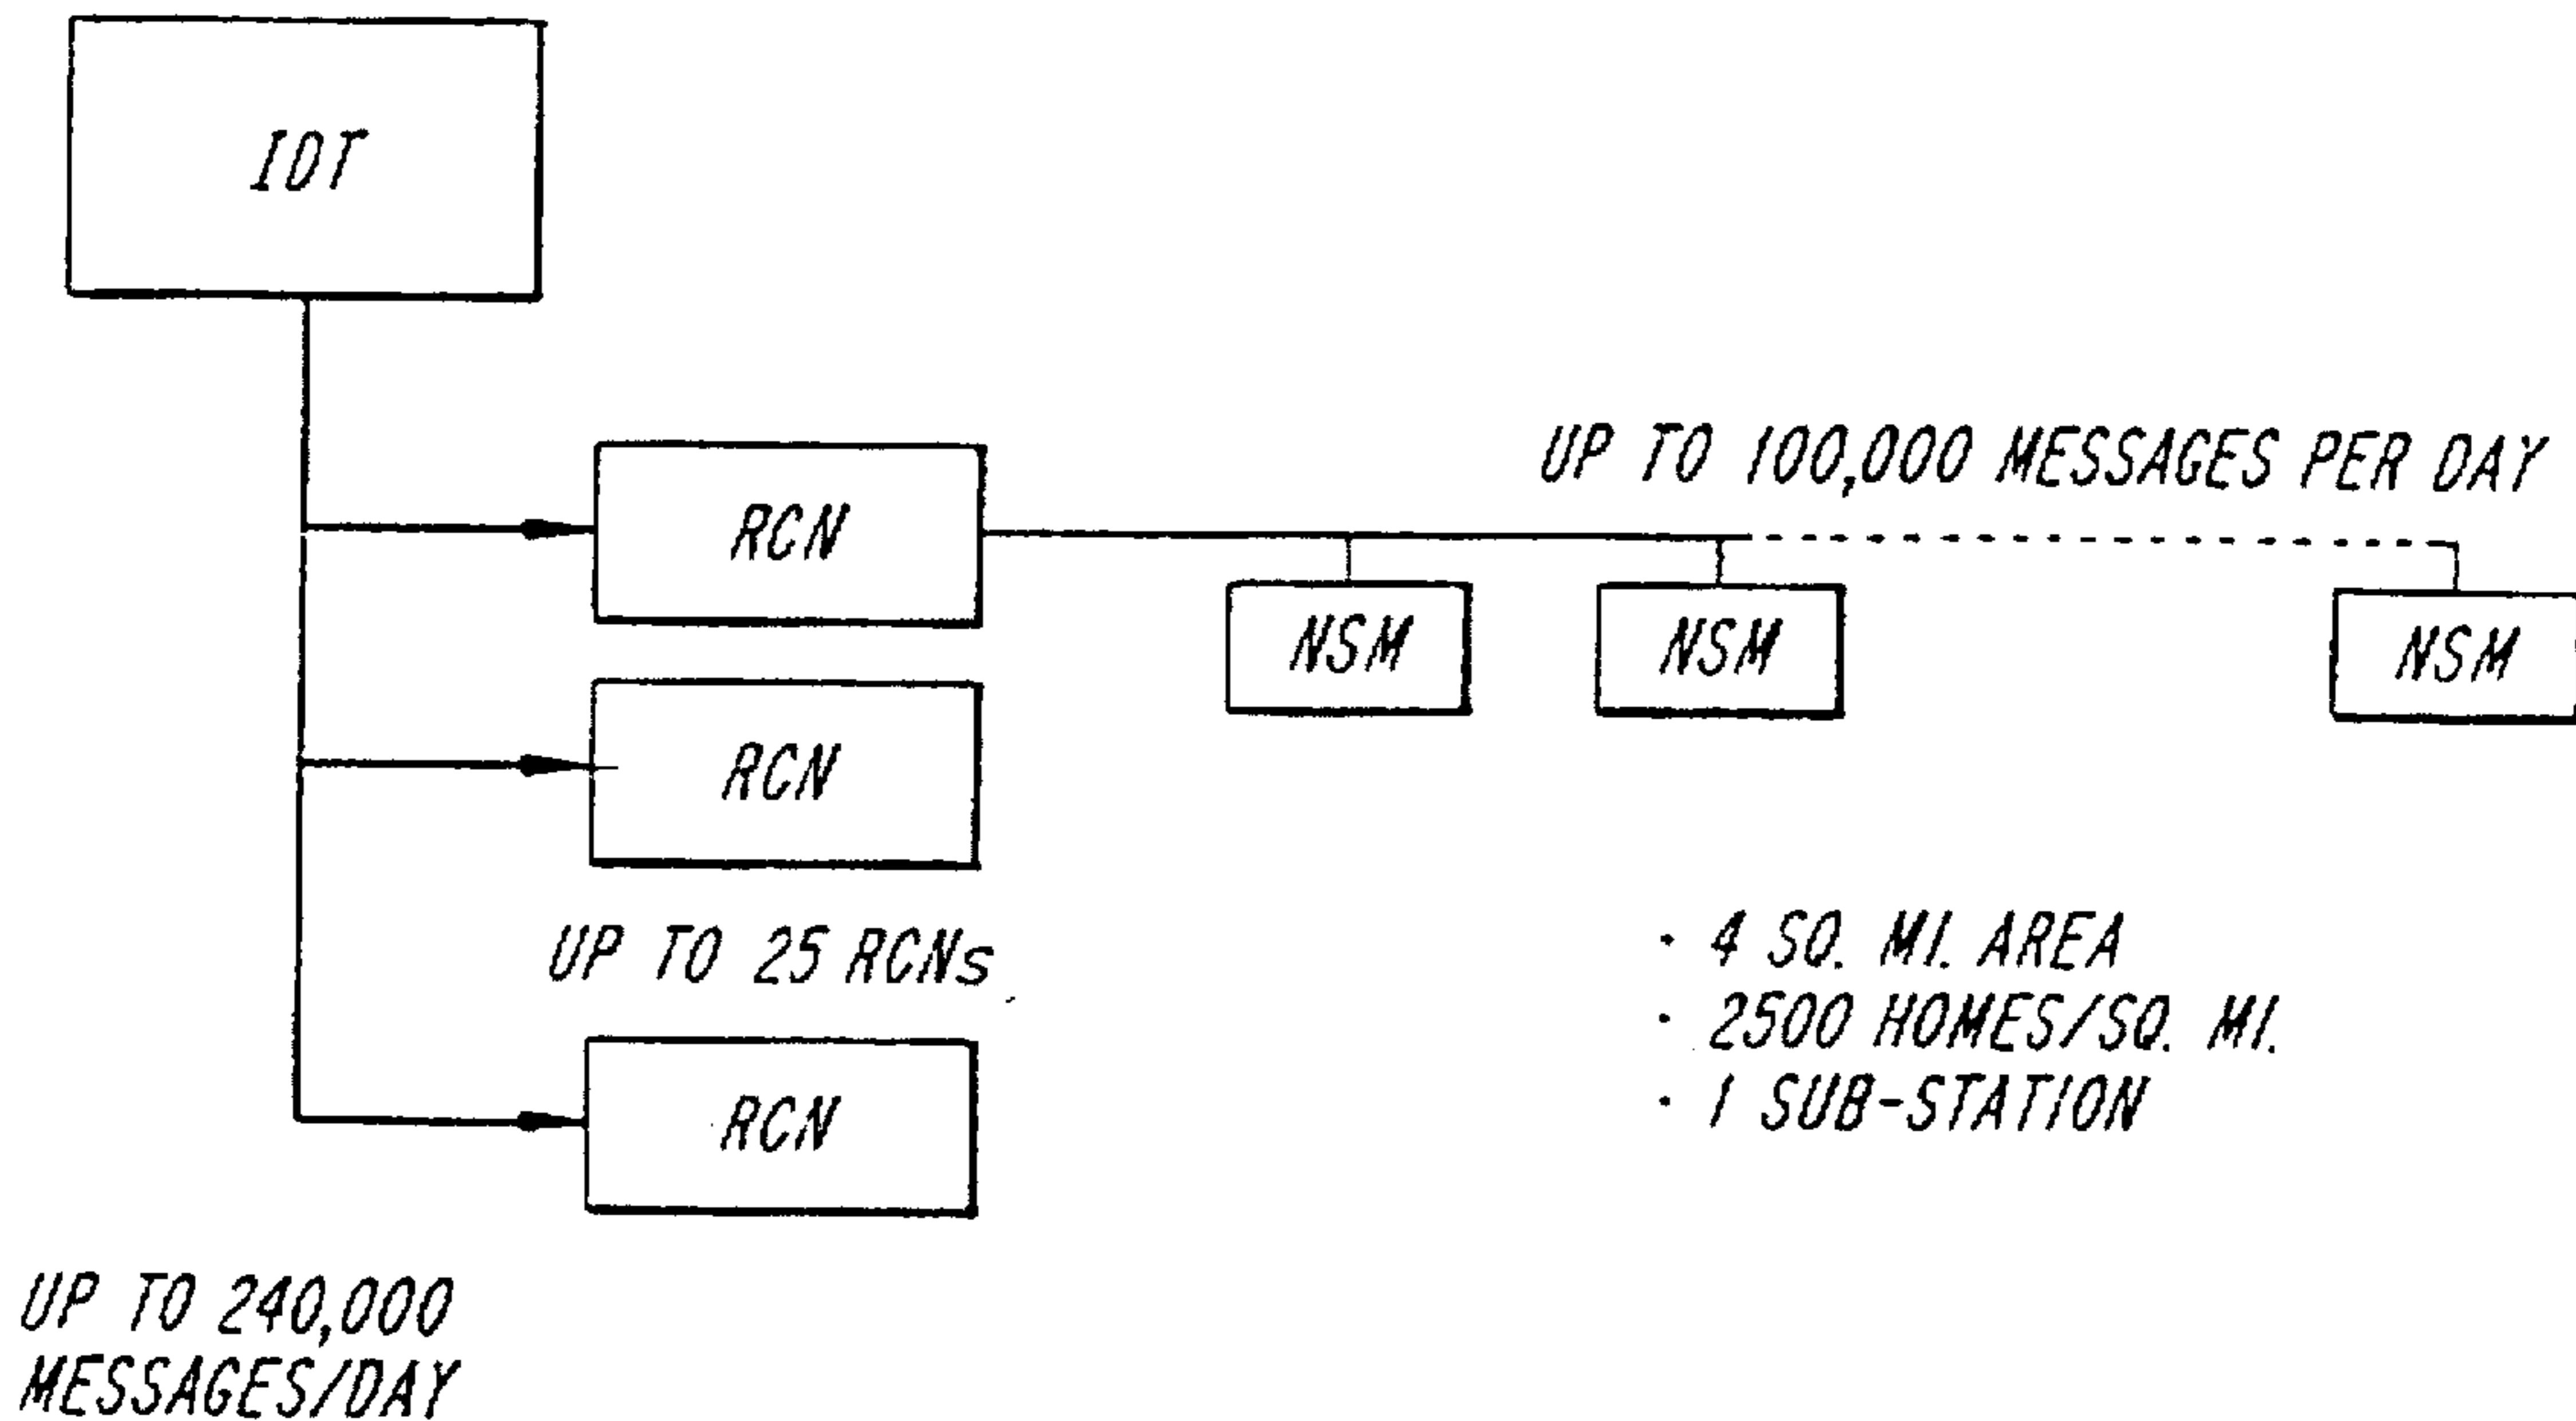 IDT
UP TO 100,000 MESSAGES PER DAY
RCN
NSM
NSM
NSM
RCN
UP TO 25 RCNs
· 4 SQ. MI. AREA
· 2500 HOMES/SQ. MI.
· 1 SUB-STATION
RCN
UP TO 240,000
MESSAGES/DAY